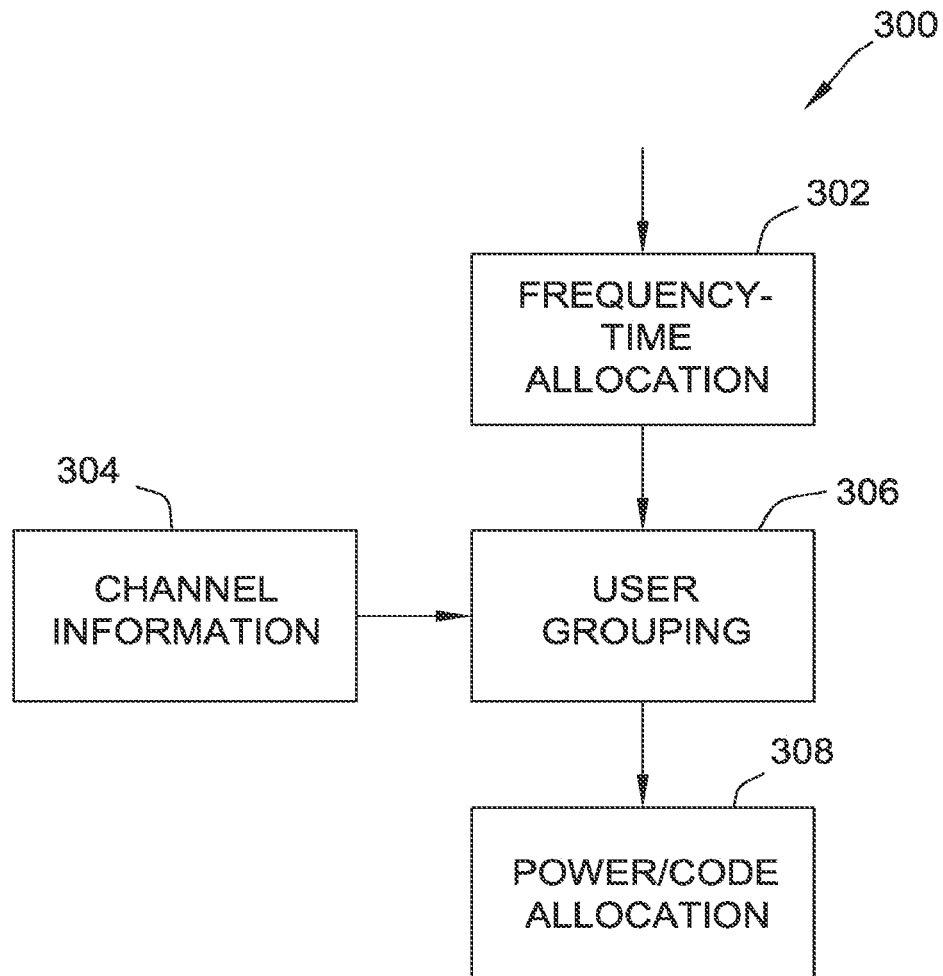 300
302
FREQUENCY-
TIME
ALLOCATION
304
CHANNEL
INFORMATION
306
USER
GROUPING
308
POWER/CODE
ALLOCATION